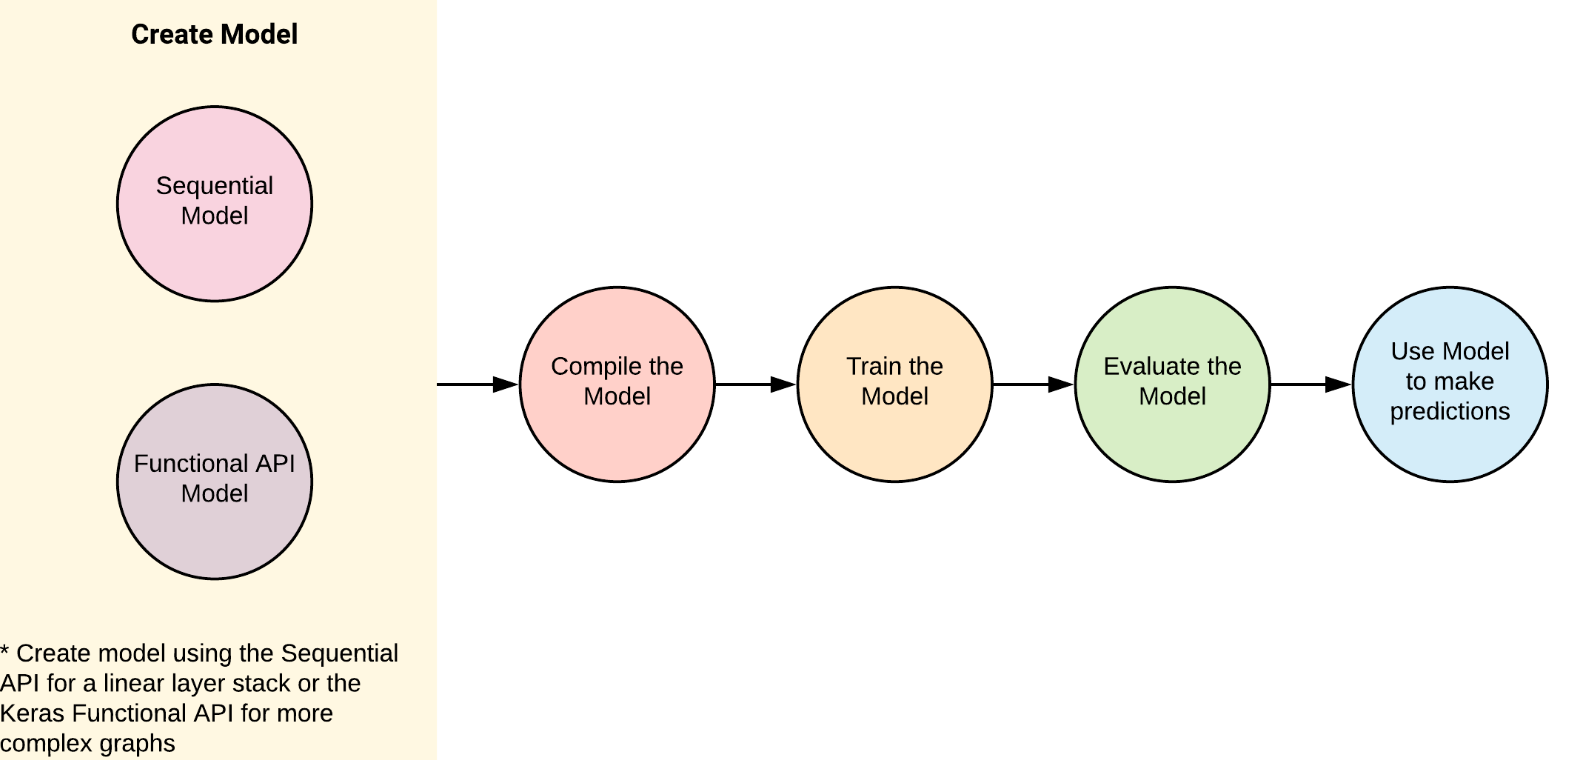 Create Model
Sequential
Model
Functional API
Model
* Create model using the Sequential
API for a linear layer stack or the
Keras Functional API for more
complex graphs
Compile the
Model
Train the
Model
Evaluate the
Model
Use Model
to make
predictions